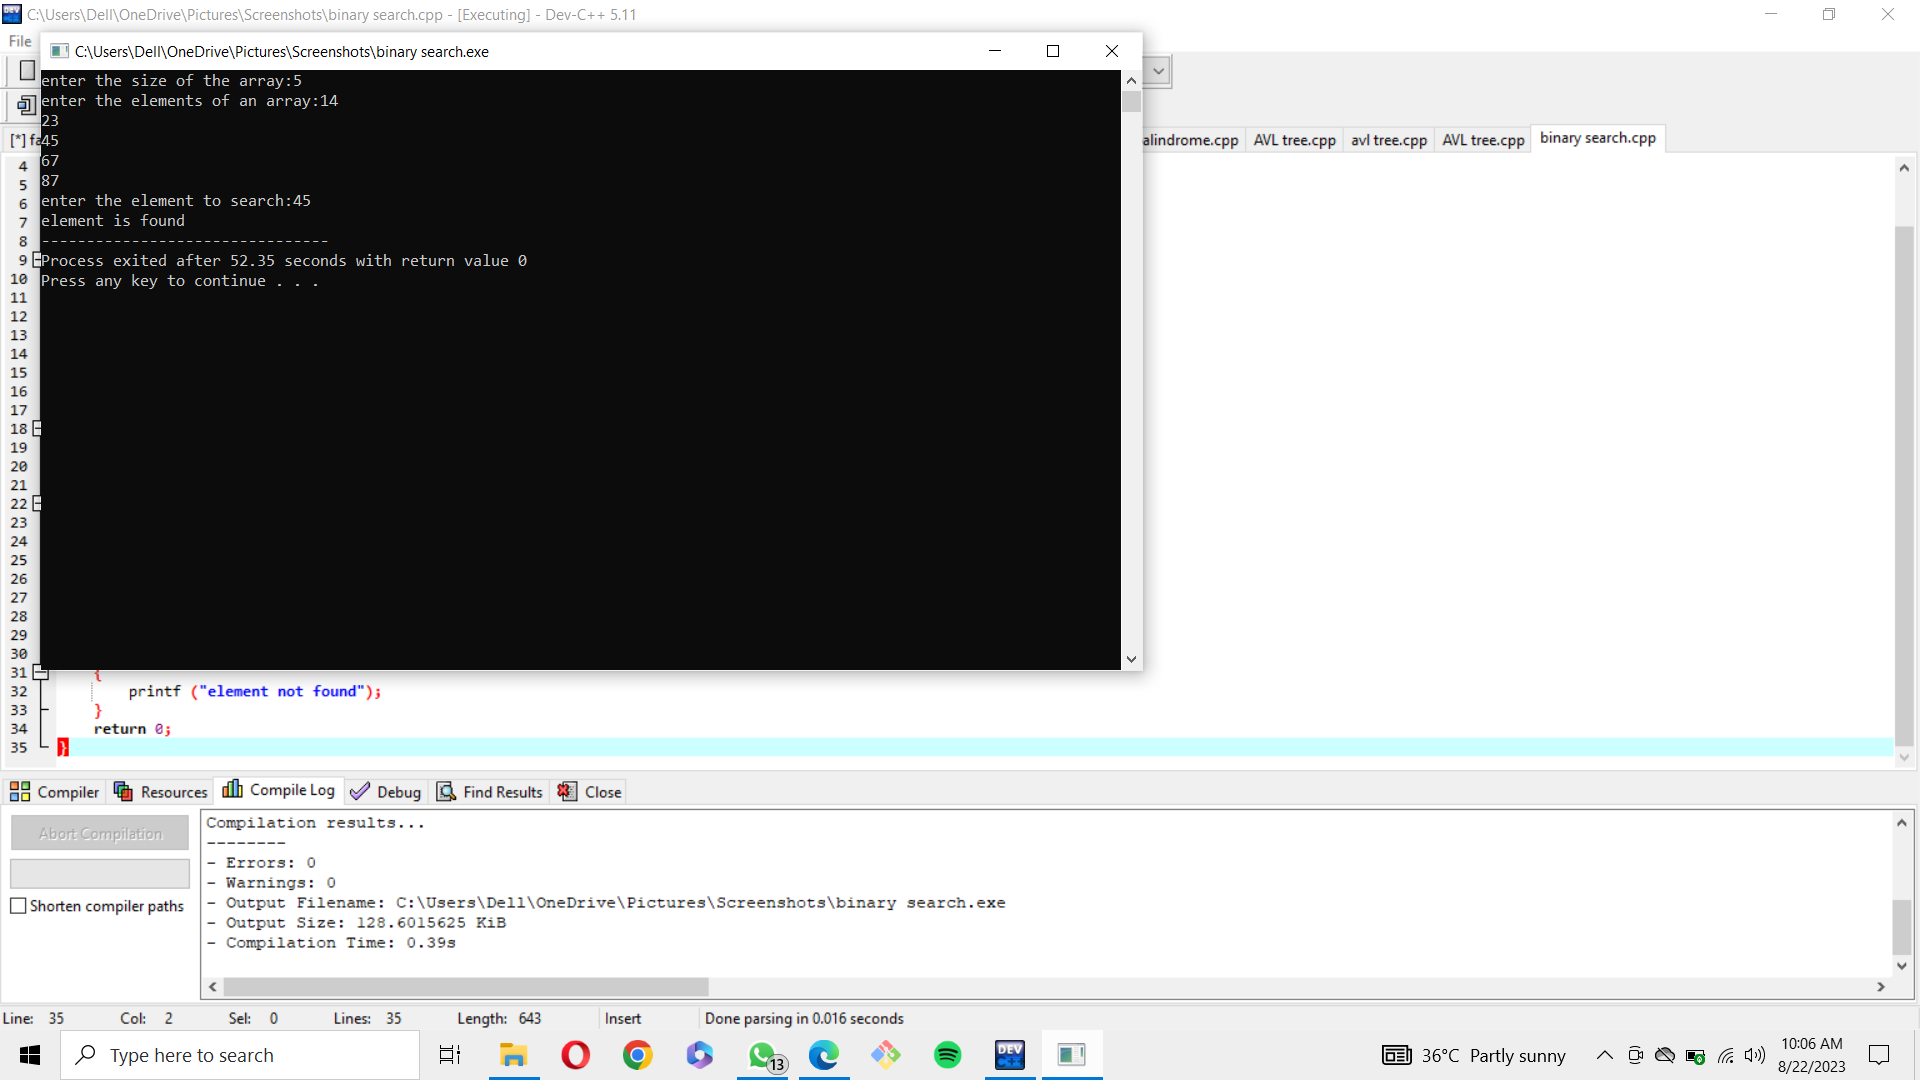 C:\Users\Dell\OneDrive\Pictures\Screenshots\binary search.cpp - [Executing] - Dev-C++ 5.11
File
C:\Users\Dell\OneDrive\Pictures\Screenshots\binary search.exe
enter the size of the array:5
enter the elements of an array:14
23
45
67
87
enter the element to search:45
element is found
--------------------------------
Process exited after 52.35 seconds with return value 0
Press any key to continue . . .
[*] fa
alindrome.cpp AVL tree.cpp avl tree.cpp AVL tree.cpp binary search.cpp
4
5
6
7
8
9
10
11
12
13
14
15
16
17
18
19
20
21
22
23
24
25
26
27
28
29
30
31 {
32 printf ("element not found");
33 }
34 return 0;
35 }
Compiler Resources Compile Log Debug Find Results Close
Abort Compilation
Shorten compiler paths
Compilation results...
--------
- Errors: 0
- Warnings: 0
- Output Filename: C:\Users\Dell\OneDrive\Pictures\Screenshots\binary search.exe
- Output Size: 128.6015625 KiB
- Compilation Time: 0.39s
Line: 35 Col: 2 Sel: 0 Lines: 35 Length: 643 Insert Done parsing in 0.016 seconds
Type here to search
13
DEV C++
36°C Partly sunny
10:06 AM
8/22/2023